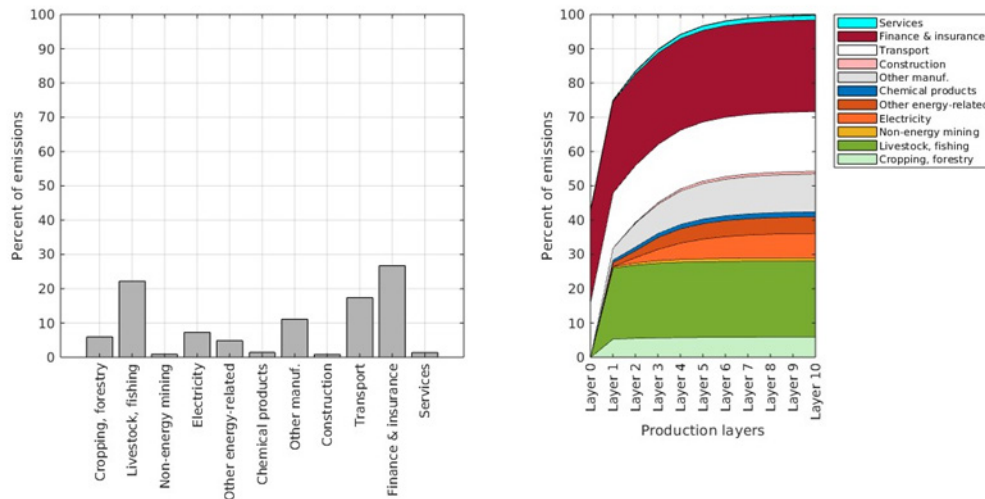 Percent of emissions
100
90
80
70
60
50
40
30
20
10
0
Cropping, forestry
Livestock, fishing
Non-energy mining
Electricity
Other energy-related
Chemical products
Other manuf.
Construction
Transport
Finance & insurance
Services
Percent of emissions
100
90
80
70
60
50
40
30
20
10
0
Layer 0
Layer 1
Layer 2
Layer 3
Layer 4
Layer 5
Layer 6
Layer 7
Layer 8
Layer 9
Layer 10
Production layers
Services
Finance & insurance
Transport
Construction
Other manuf.
Chemical products
Other energy-related
Electricity
Non-energy mining
Livestock, fishing
Cropping, forestry